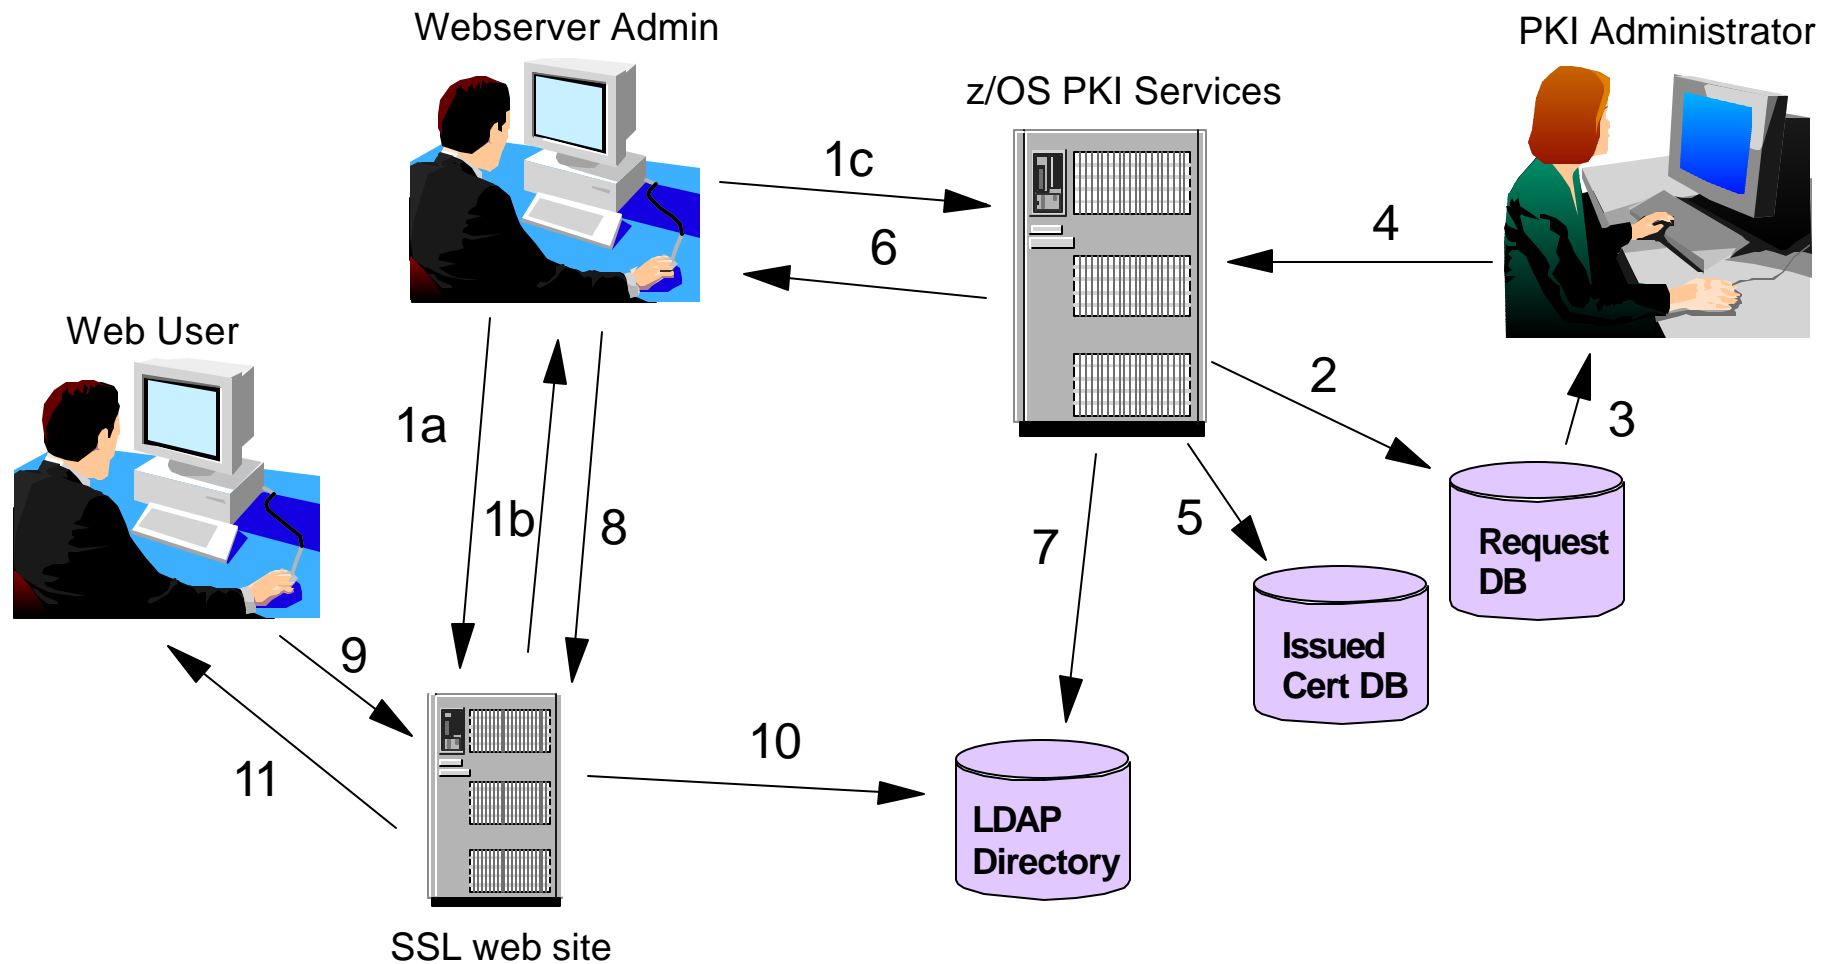 Webserver Admin
PKI Administrator
z/OS PKI Services
1c
4
6
Web User
2
3
1a
1b
8
5
7
Request
DB
Issued
Cert DB
9
10
11
LDAP
Directory
SSL web site